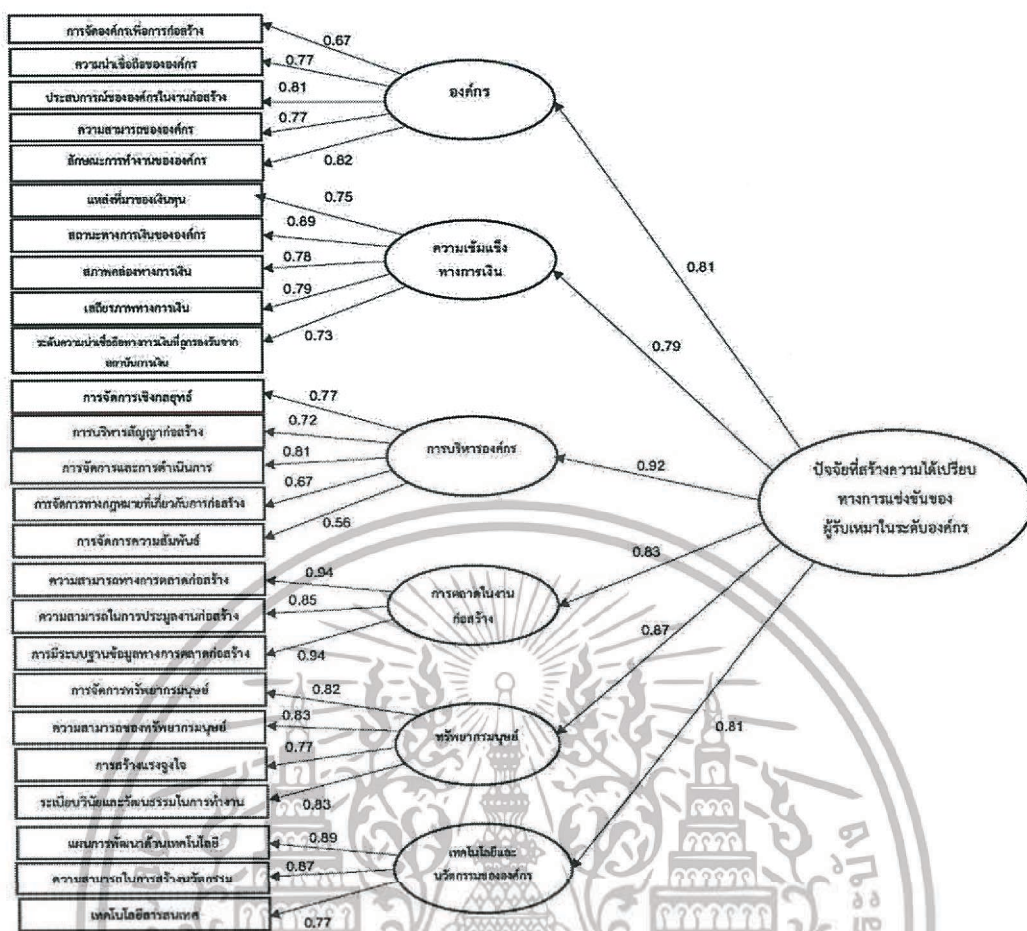 การจัดองค์กรเพื่อการก่อสร้าง
0.67
ความน่าเชื่อถือขององค์กร
0.77
ประสบการณ์ขององค์กรในงานก่อสร้าง
0.81
ความสามารถขององค์กร
0.77
ลักษณะการทำงานขององค์กร
0.82
องค์กร
แหล่งที่มาของเงินทุน
0.75
สถานะทางการเงินขององค์กร
0.89
สภาพคล่องทางการเงิน
0.78
เสถียรภาพทางการเงิน
0.79
ระดับความน่าเชื่อถือทางการเงินที่ถูกรองรับจาก
สถาบันการเงิน
0.73
ความเข้มแข็ง
ทางการเงิน
การจัดการเชิงกลยุทธ์
0.77
การบริหารสัญญาก่อสร้าง
0.72
การจัดการและการดำเนินการ
0.81
การจัดการทางกฎหมายที่เกี่ยวกับการก่อสร้าง
0.67
การจัดการความสัมพันธ์
0.56
การบริหารองค์กร
ความสามารถทางการตลาดก่อสร้าง
0.94
ความสามารถในการประมูลงานก่อสร้าง
0.85
การมีระบบฐานข้อมูลทางการตลาดก่อสร้าง
0.94
การตลาดในงาน
ก่อสร้าง
การจัดการทรัพยากรมนุษย์
0.82
ความสามารถของทรัพยากรมนุษย์
0.83
การสร้างแรงจูงใจ
0.77
ระเบียบวินัยและวัฒนธรรมในการทำงาน
0.83
ทรัพยากรมนุษย์
แผนการพัฒนาด้านเทคโนโลยี
0.89
ความสามารถในการสร้างนวัตกรรม
0.87
เทคโนโลยีสารสนเทศ
0.77
เทคโนโลยีและ
นวัตกรรมขององค์กร
0.81
0.79
0.92
0.83
0.87
0.81
ปัจจัยที่สร้างความได้เปรียบ
ทางการแข่งขันของ
ผู้รับเหมาในระดับองค์กร